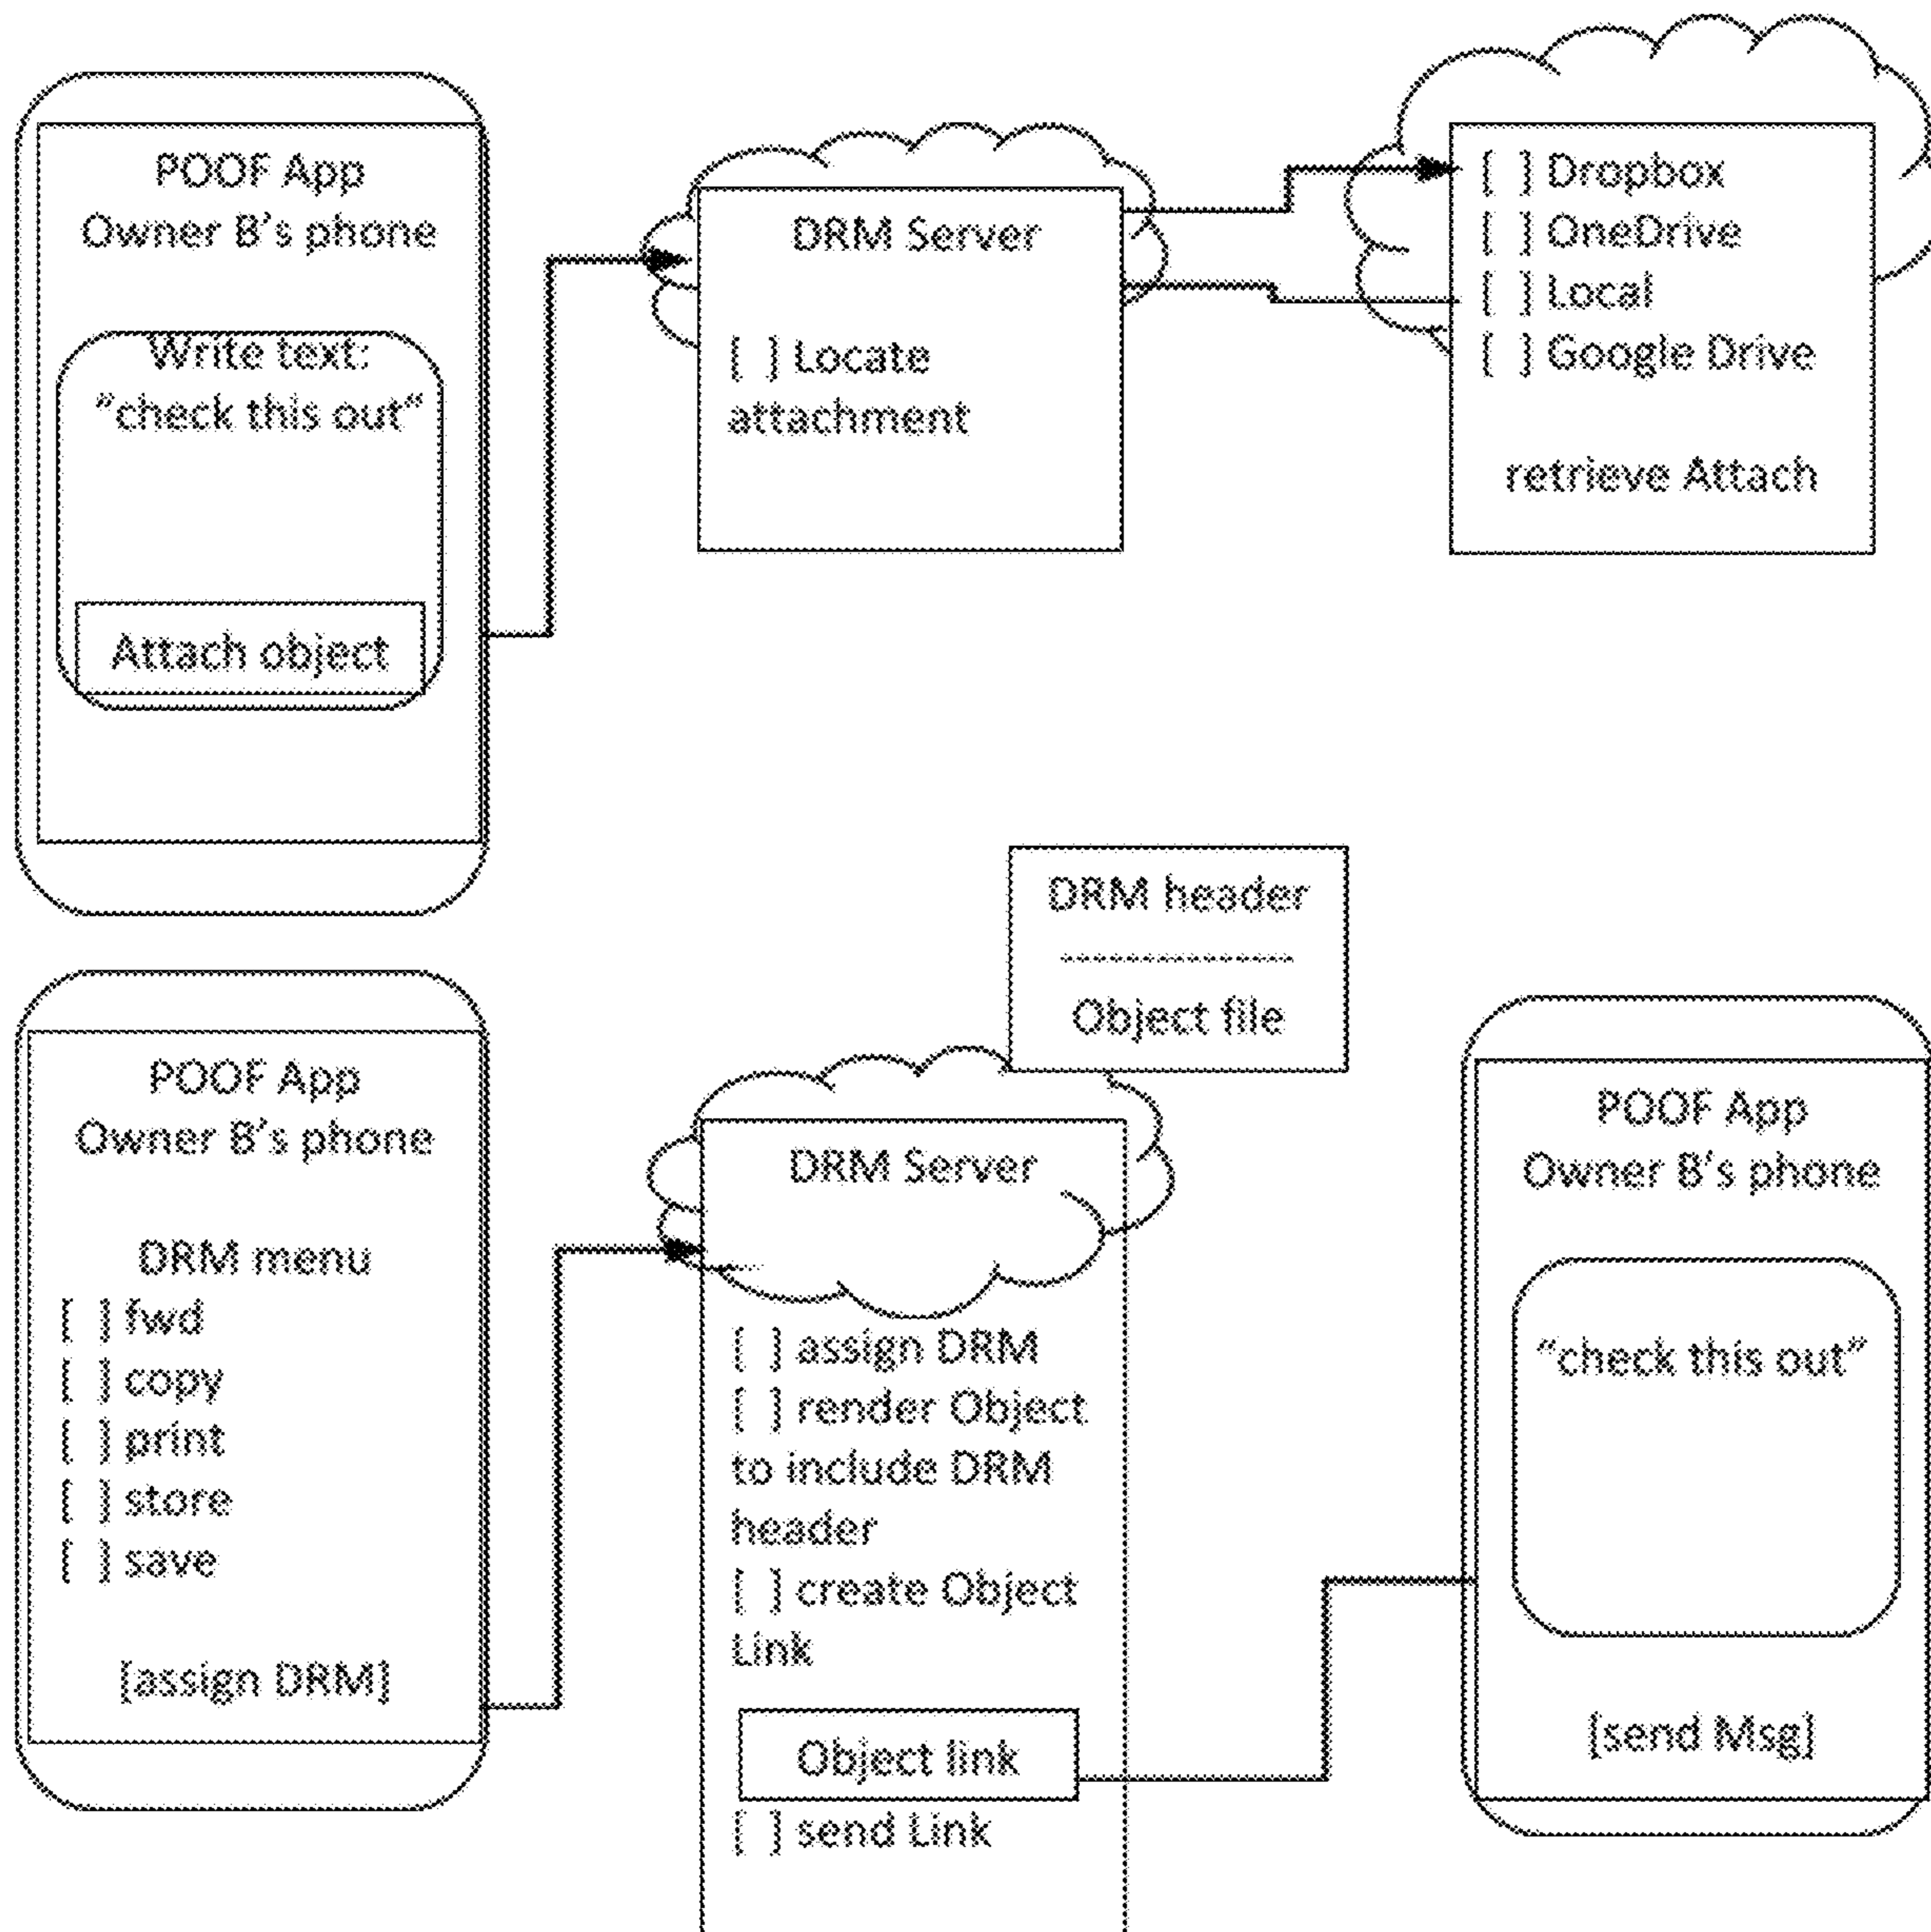 POOF App
Owner B's phone
Write text:
"check this out"
Attach object
DRM Server
[ ] Locate
attachment
[ ] Dropbox
[ ] OneDrive
[ ] Local
[ ] Google Drive
retrieve Attach
DRM header
---------------
Object file
POOF App
Owner B's phone
DRM menu
[ ] fwd
[ ] copy
[ ] print
[ ] store
[ ] save
[assign DRM]
DRM Server
[ ] assign DRM
[ ] render Object
to include DRM
header
[ ] create Object
Link
Object link
[ ] send Link
POOF App
Owner B's phone
"check this out"
[send Msg]